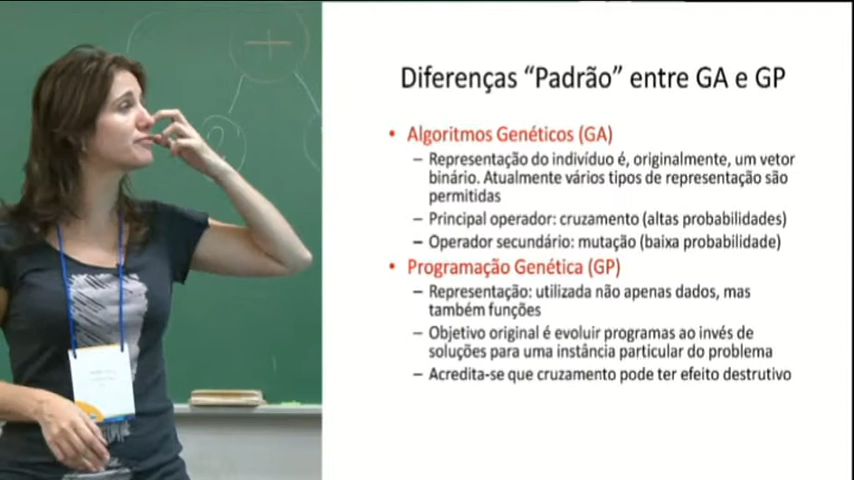 Diferenças “Padrão” entre GA e GP
• Algoritmos Genéticos (GA)
– Representação do indivíduo é, originalmente, um vetor
binário. Atualmente vários tipos de representação são
permitidas
– Principal operador: cruzamento (altas probabilidades)
– Operador secundário: mutação (baixa probabilidade)
• Programação Genética (GP)
– Representação: utilizada não apenas dados, mas
também funções
– Objetivo original é evoluir programas ao invés de
soluções para uma instância particular do problema
– Acredita-se que cruzamento pode ter efeito destrutivo
+
2